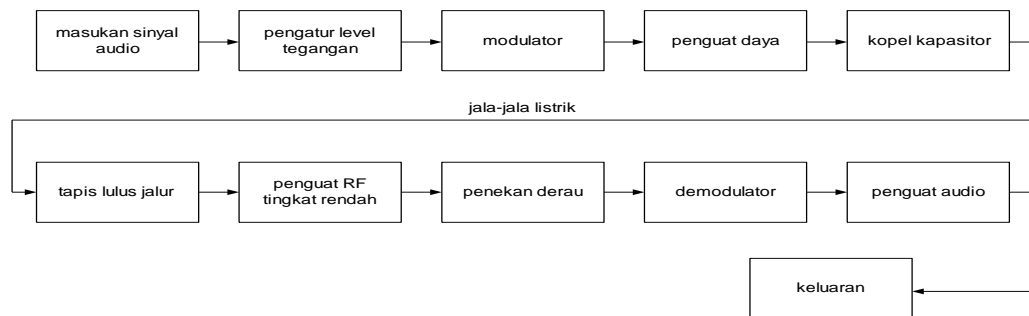 masukan sinyal
audio
pengatur level
tegangan
modulator
penguat daya
kopel kapasitor
jala-jala listrik
tapis lulus jalur
penguat RF
tingkat rendah
penekan derau
demodulator
penguat audio
keluaran